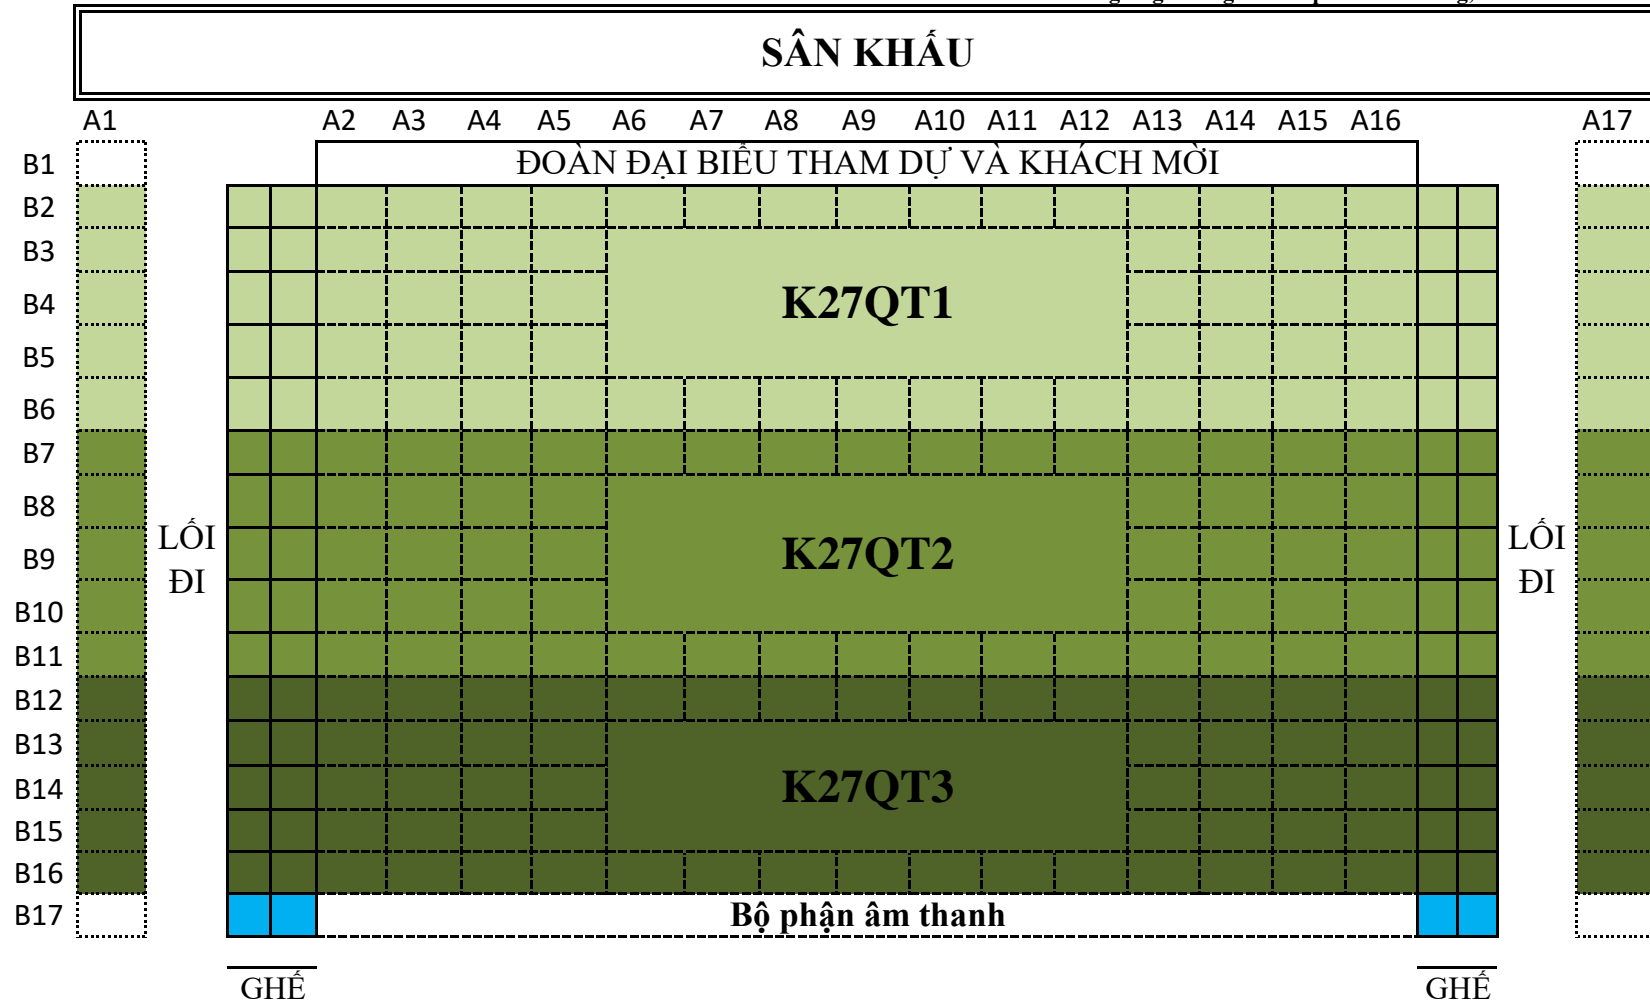 SÂN KHẤU
A1 A2 A3 A4 A5 A6 A7 A8 A9 A10 A11 A12 A13 A14 A15 A16 A17
B1 ĐOÀN ĐẠI BIỂU THAM DỰ VÀ KHÁCH MỜI
B2
B3
B4 K27QT1
B5
B6
B7
B8
LỐI ĐI
B9 K27QT2
LỐI ĐI
B10
B11
B12
B13
B14 K27QT3
B15
B16
B17 Bộ phận âm thanh
GHẾ GHẾ